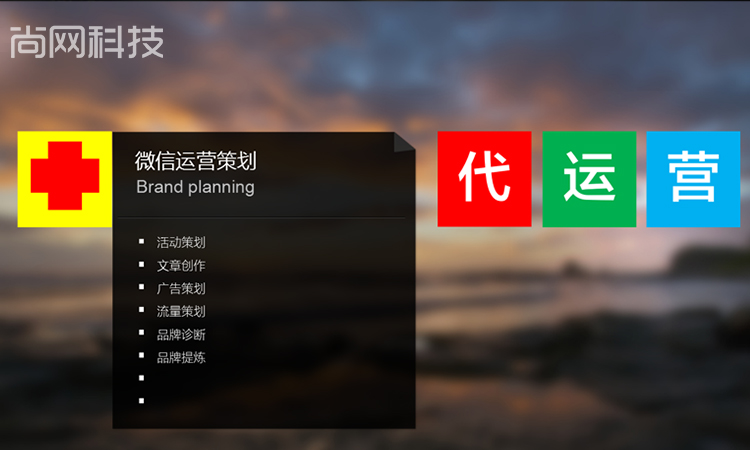 尚网科技
微信运营策划
Brand planning
代 运 营
活动策划
文章创作
广告策划
流量策划
品牌诊断
品牌提炼